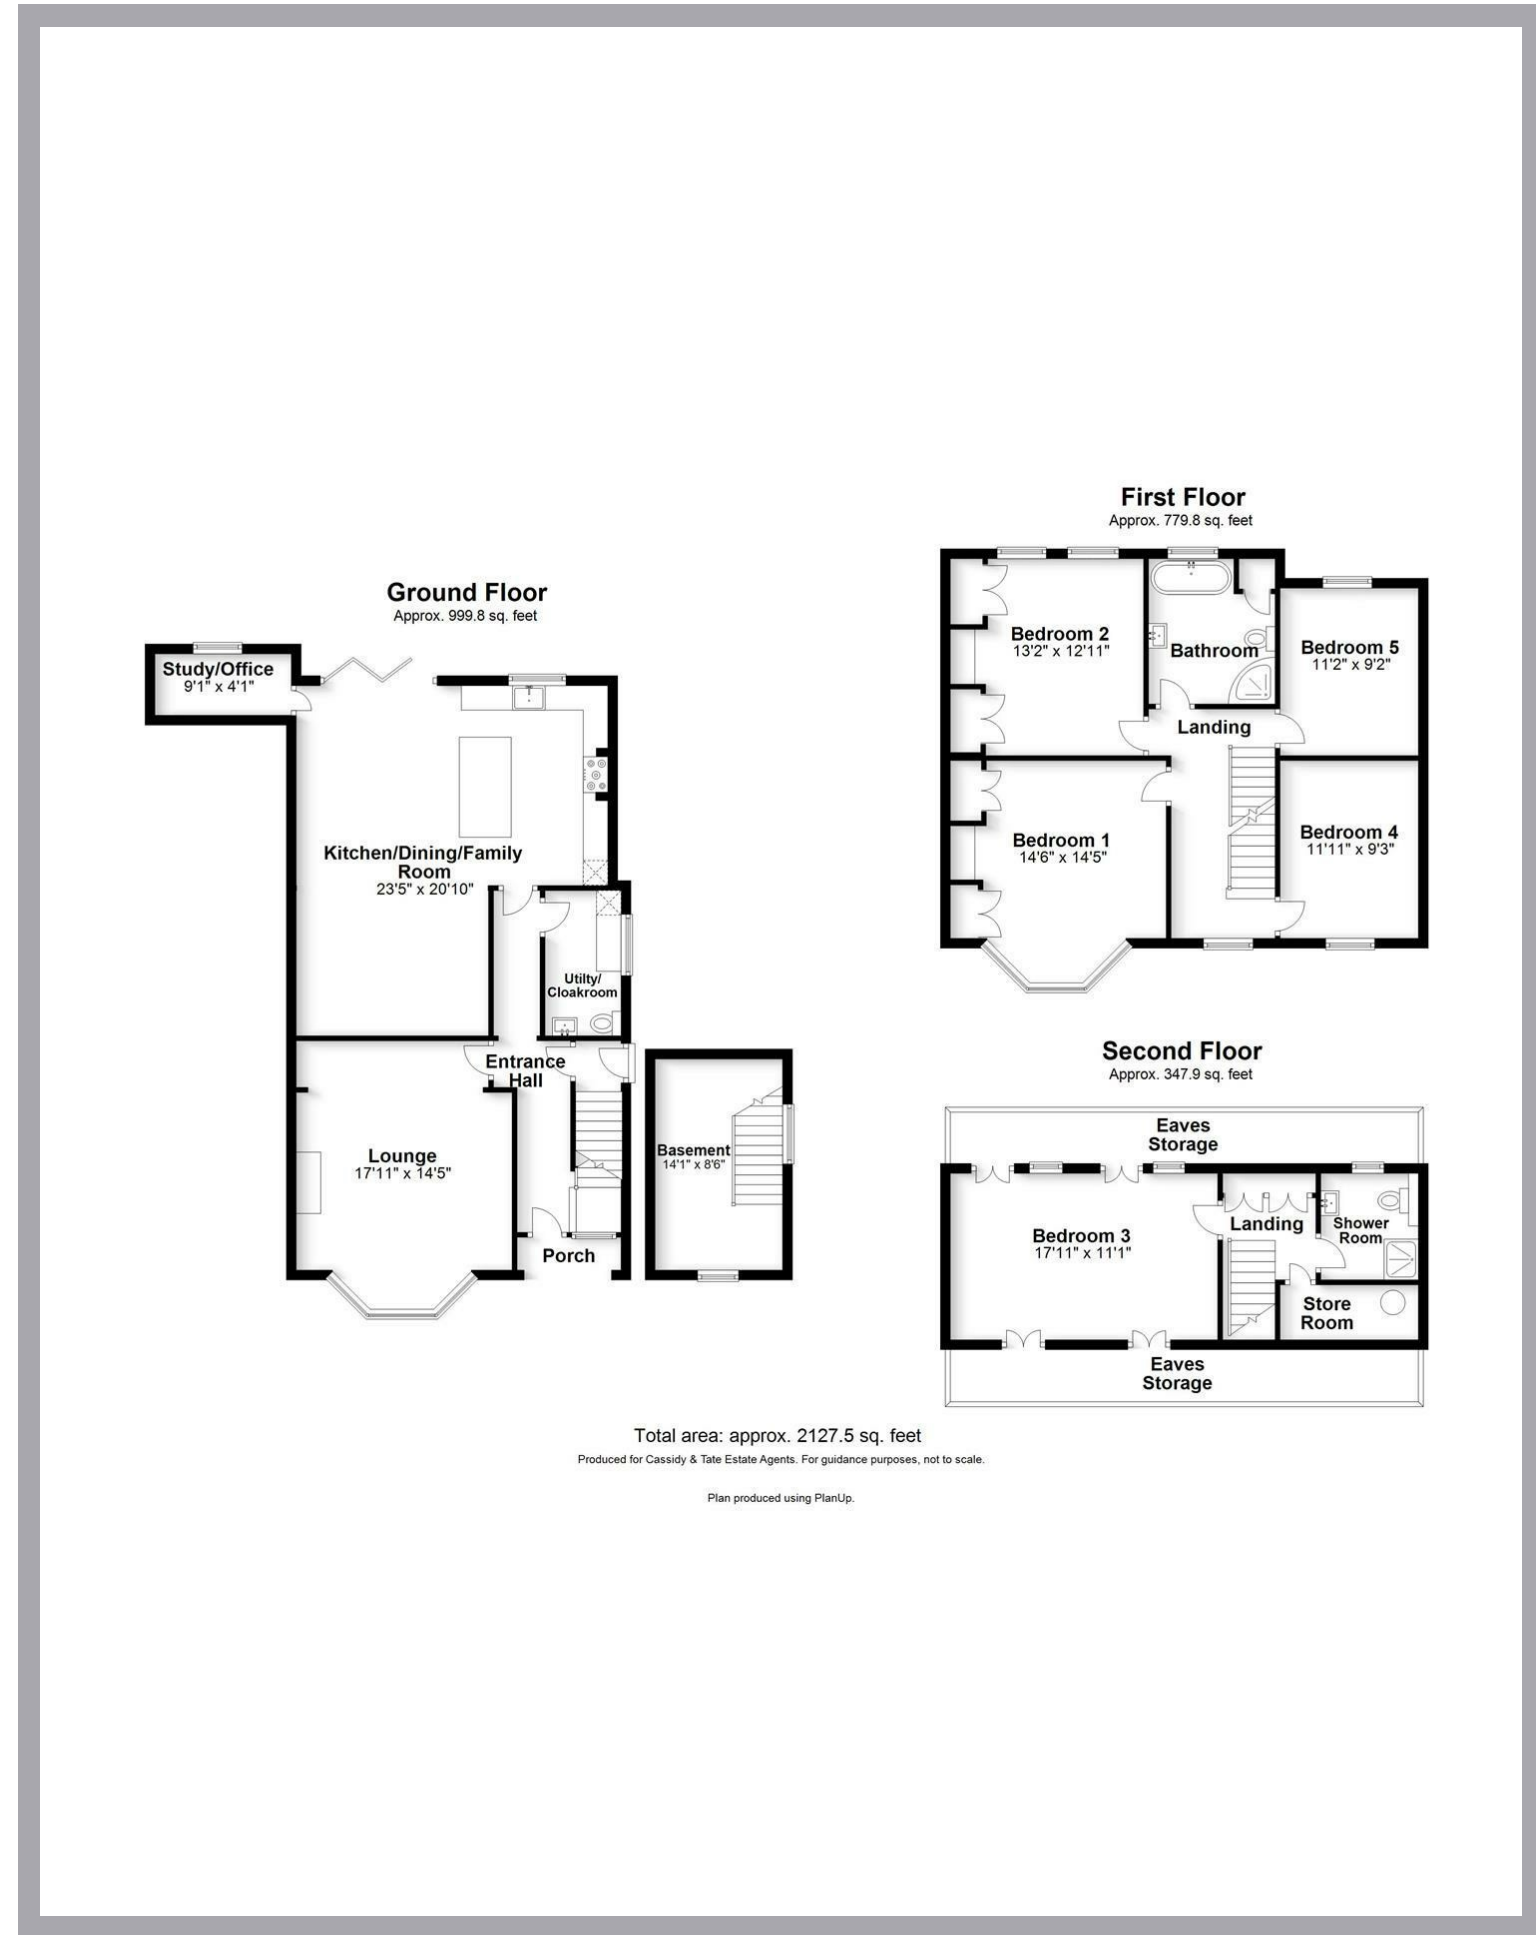 Ground Floor
Approx. 999.8 sq. feet
Study/Office
9'1" x 4'1"
Kitchen/Dining/Family
Room
23'5" x 20'10"
Utilty/
Cloakroom
Entrance
Hall
Lounge
17'11" x 14'5"
Porch
Basement
14'1" x 8'6"
First Floor
Approx. 779.8 sq. feet
Bedroom 2
13'2" x 12'11"
Bathroom
Bedroom 5
11'2" x 9'2"
Landing
Bedroom 1
14'6" x 14'5"
Bedroom 4
11'11" x 9'3"
Second Floor
Approx. 347.9 sq. feet
Eaves
Storage
Bedroom 3
17'11" x 11'1"
Landing
Shower
Room
Store
Room
Eaves
Storage
Total area: approx. 2127.5 sq. feet
Produced for Cassidy & Tate Estate Agents. For guidance purposes, not to scale.
Plan produced using PlanUp.